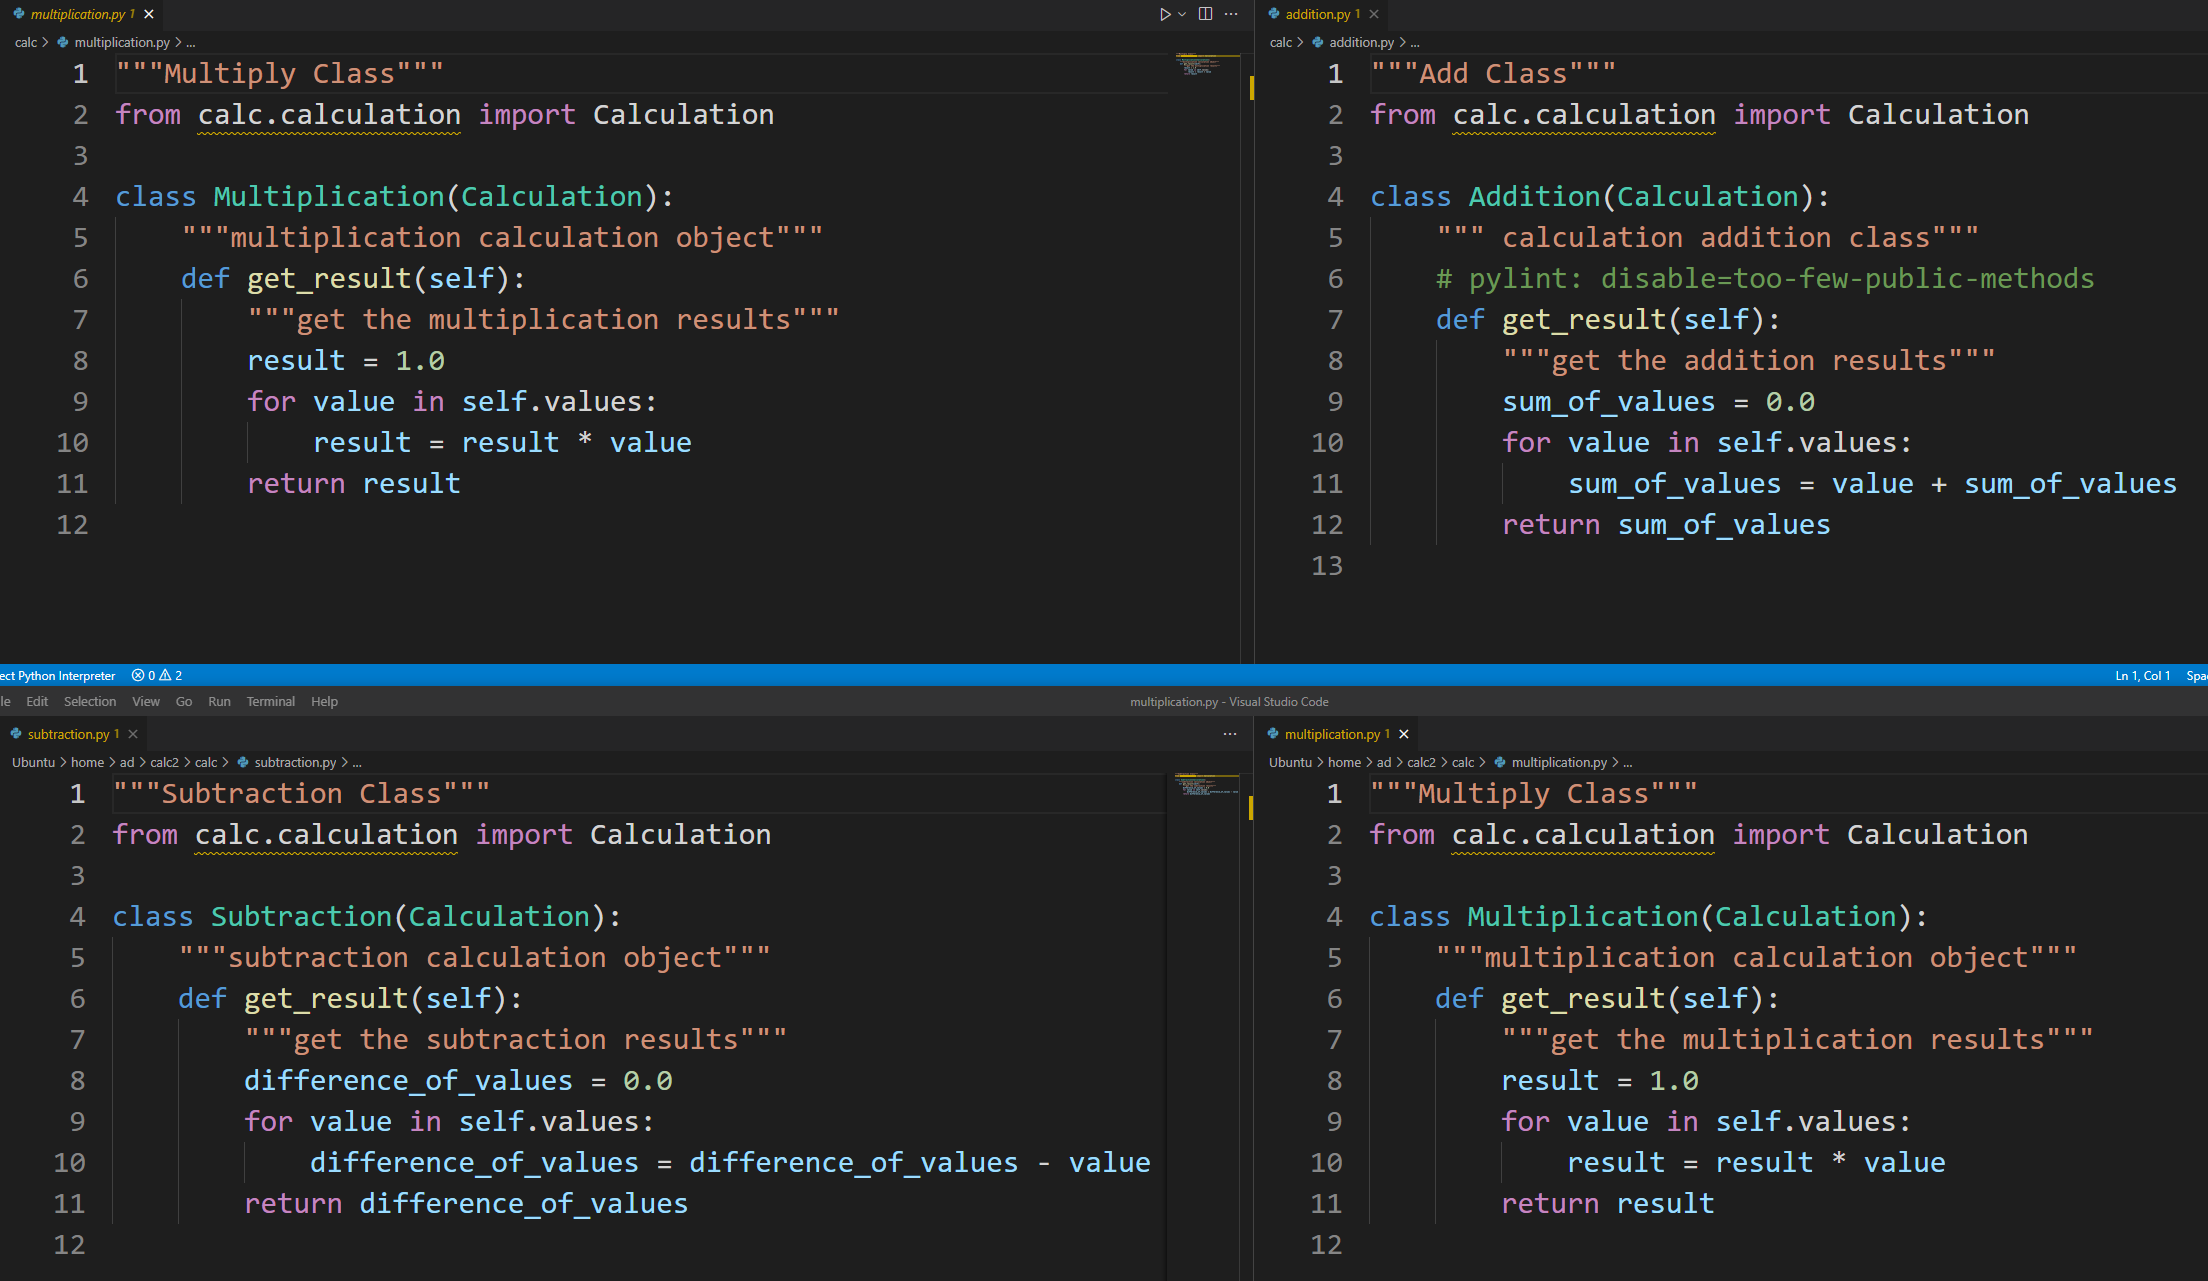 multiplication.py 1
calc > multiplication.py > ...
1 """Multiply Class"""
2 from calc.calculation import Calculation
3
4 class Multiplication(Calculation):
5     """multiplication calculation object"""
6     def get_result(self):
7         """get the multiplication results"""
8         result = 1.0
9         for value in self.values:
10             result = result * value
11         return result
12
addition.py 1
calc > addition.py > ...
1 """Add Class"""
2 from calc.calculation import Calculation
3
4 class Addition(Calculation):
5     """ calculation addition class"""
6     # pylint: disable=too-few-public-methods
7     def get_result(self):
8         """get the addition results"""
9         sum_of_values = 0.0
10         for value in self.values:
11             sum_of_values = value + sum_of_values
12         return sum_of_values
13
ect Python Interpreter 0 2 Ln 1, Col 1 Spa
le Edit Selection View Go Run Terminal Help multiplication.py - Visual Studio Code
subtraction.py 1
Ubuntu > home > ad > calc2 > calc > subtraction.py > ...
1 """Subtraction Class"""
2 from calc.calculation import Calculation
3
4 class Subtraction(Calculation):
5     """subtraction calculation object"""
6     def get_result(self):
7         """get the subtraction results"""
8         difference_of_values = 0.0
9         for value in self.values:
10             difference_of_values = difference_of_values - value
11         return difference_of_values
12
multiplication.py 1
Ubuntu > home > ad > calc2 > calc > multiplication.py > ...
1 """Multiply Class"""
2 from calc.calculation import Calculation
3
4 class Multiplication(Calculation):
5     """multiplication calculation object"""
6     def get_result(self):
7         """get the multiplication results"""
8         result = 1.0
9         for value in self.values:
10             result = result * value
11         return result
12